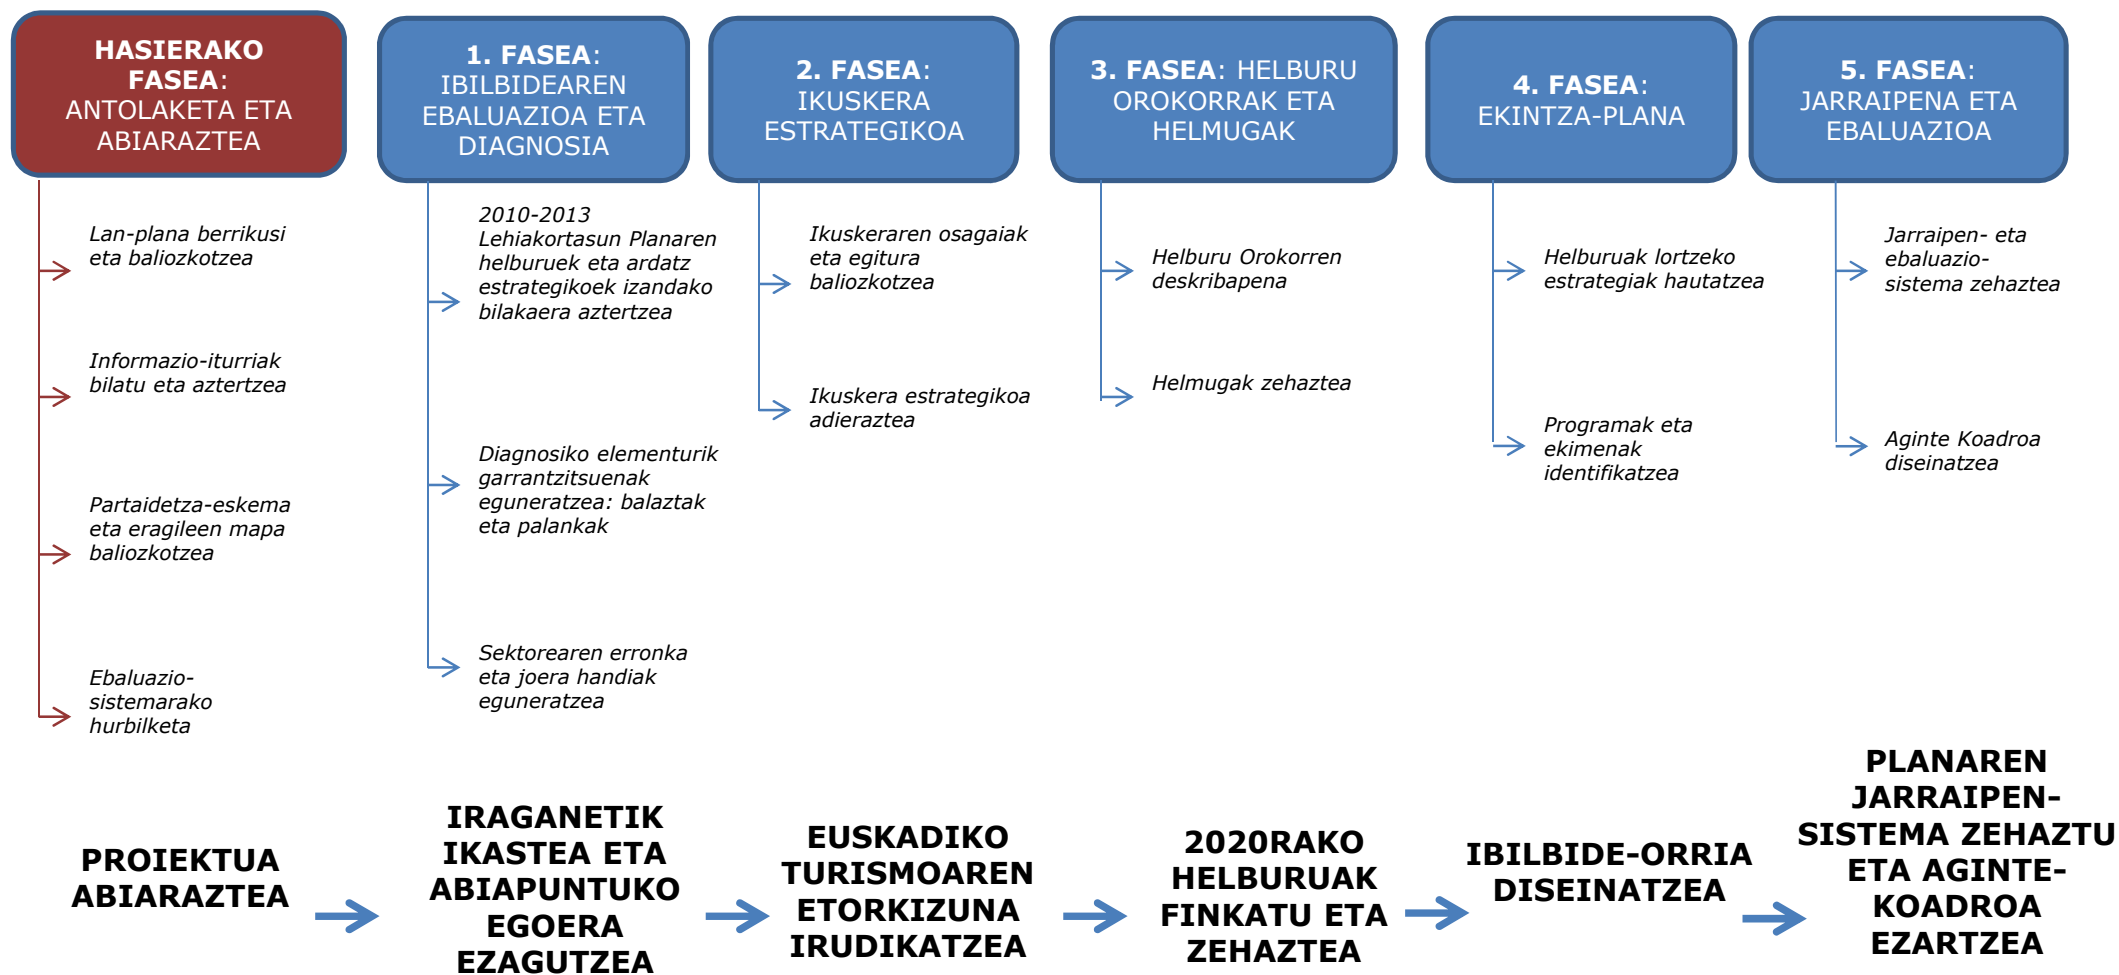 HASIERAKO
FASEA:
ANTOLAKETA ETA
ABIARAZTEA
1. FASEA:
IBILBIDEAREN
EBALUAZIOA ETA
DIAGNOSIA
2. FASEA:
IKUSKERA
ESTRATEGIKOA
3. FASEA: HELBURU
OROKORRAK ETA
HELMUGAK
4. FASEA:
EKINTZA-PLANA
5. FASEA:
JARRAIPENA ETA
EBALUAZIOA
Lan-plana berrikusi
eta baliozkotzea
Informazio-iturriak
bilatu eta aztertzea
Partaidetza-eskema
eta eragileen mapa
baliozkotzea
Ebaluazio-
sistemarako
hurbilketa
2010-2013
Lehiakortasun Planaren
helburuek eta ardatz
estrategikoek izandako
bilakaera aztertzea
Diagnosiko elementurik
garrantzitsuenak
eguneratzea: balaztak
eta palankak
Sektorearen erronka
eta joera handiak
eguneratzea
Ikuskeraren osagaiak
eta egitura
baliozkotzea
Ikuskera estrategikoa
adieraztea
Helburu Orokorren
deskribapena
Helmugak zehaztea
Helburuak lortzeko
estrategiak hautatzea
Programak eta
ekimenak
identifikatzea
Jarraipen- eta
ebaluazio-
sistema zehaztea
Aginte Koadroa
diseinatzea
PROIEKTUA
ABIARAZTEA
IRAGANETIK
IKASTEA ETA
ABIAPUNTUKO
EGOERA
EZAGUTZEA
EUSKADIKO
TURISMOAREN
ETORKIZUNA
IRUDIKATZEA
2020RAKO
HELBURUAK
FINKATU ETA
ZEHAZTEA
IBILBIDE-ORRIA
DISEINATZEA
PLANAREN
JARRAIPEN-
SISTEMA ZEHAZTU
ETA AGINTE-
KOADROA
EZARTZEA